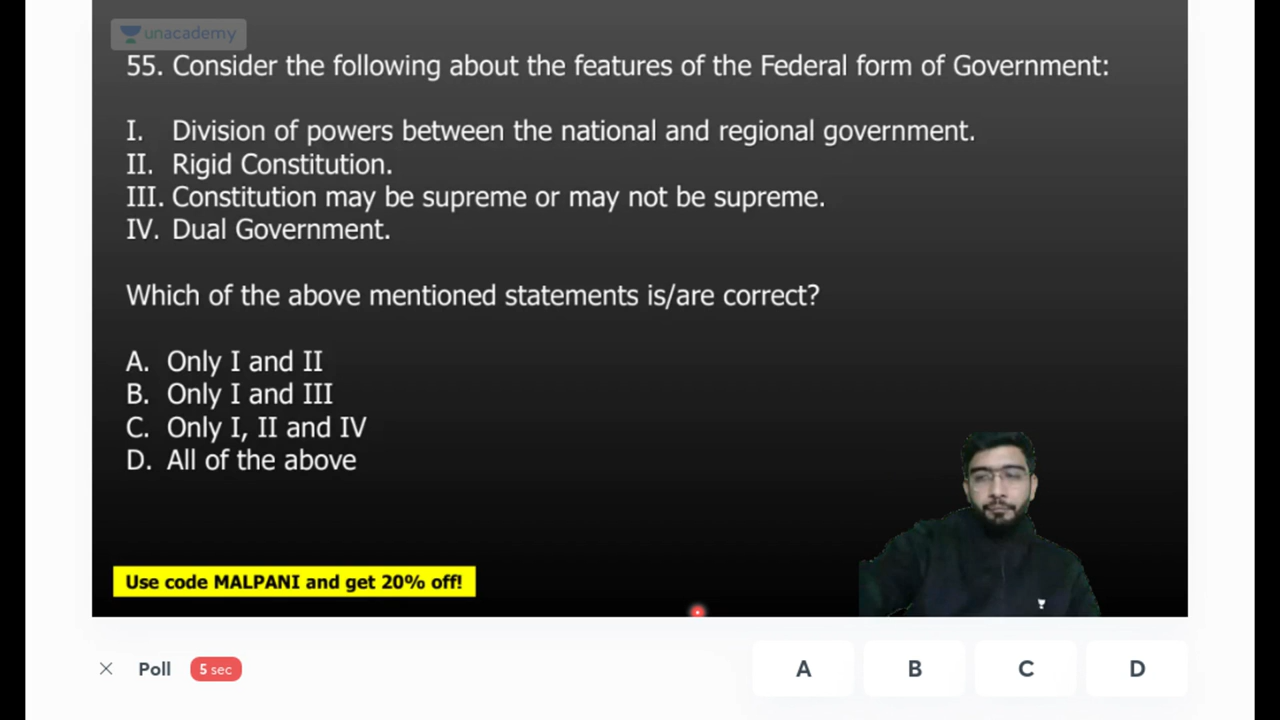 unacademy
55. Consider the following about the features of the Federal form of Government:
I. Division of powers between the national and regional government.
II. Rigid Constitution.
III. Constitution may be supreme or may not be supreme.
IV. Dual Government.
Which of the above mentioned statements is/are correct?
A. Only I and II
B. Only I and III
C. Only I, II and IV
D. All of the above
Use code MALPANI and get 20% off!
Poll 5 sec A B C D